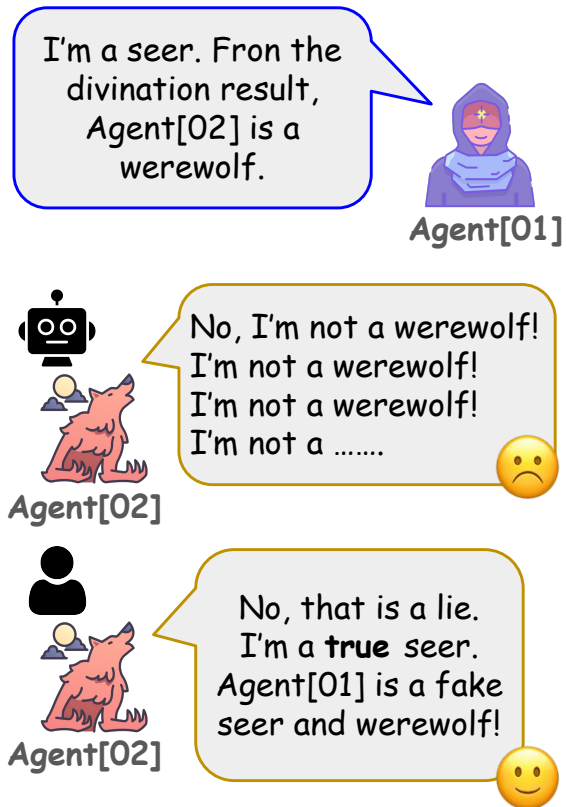 I'm a seer. Fron the
divination result,
Agent[02] is a
werewolf.
Agent[01]
No, I'm not a werewolf!
I'm not a werewolf!
I'm not a werewolf!
I'm not a …….
Agent[02]
No, that is a lie.
I'm a true seer.
Agent[01] is a fake
seer and werewolf!
Agent[02]